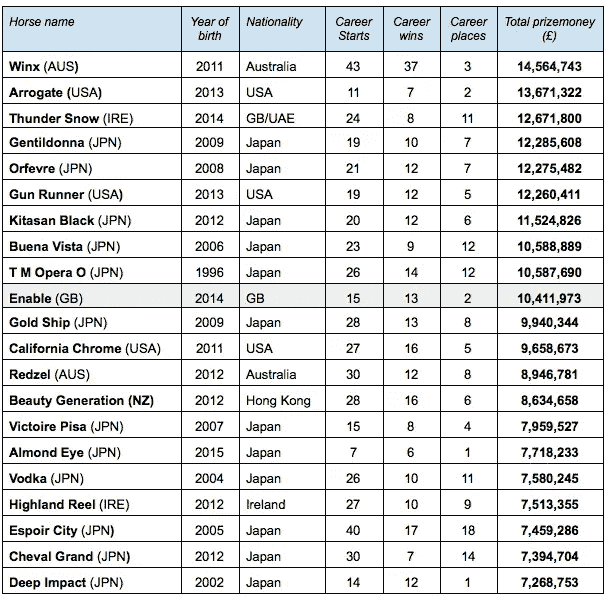 Horse name Year of birth Nationality Career Starts Career wins Career places Total prizemoney (£)
Winx (AUS) 2011 Australia 43 37 3 14,564,743
Arrogate (USA) 2013 USA 11 7 2 13,671,322
Thunder Snow (IRE) 2014 GB/UAE 24 8 11 12,671,800
Gentildonna (JPN) 2009 Japan 19 10 7 12,285,608
Orfevre (JPN) 2008 Japan 21 12 7 12,275,482
Gun Runner (USA) 2013 USA 19 12 5 12,260,411
Kitasan Black (JPN) 2012 Japan 20 12 6 11,524,826
Buena Vista (JPN) 2006 Japan 23 9 12 10,588,889
T M Opera O (JPN) 1996 Japan 26 14 12 10,587,690
Enable (GB) 2014 GB 15 13 2 10,411,973
Gold Ship (JPN) 2009 Japan 28 13 8 9,940,344
California Chrome (USA) 2011 USA 27 16 5 9,658,673
Redzel (AUS) 2012 Australia 30 12 8 8,946,781
Beauty Generation (NZ) 2012 Hong Kong 28 16 6 8,634,658
Victoire Pisa (JPN) 2007 Japan 15 8 4 7,959,527
Almond Eye (JPN) 2015 Japan 7 6 1 7,718,233
Vodka (JPN) 2004 Japan 26 10 11 7,580,245
Highland Reel (IRE) 2012 Ireland 27 10 9 7,513,355
Espoir City (JPN) 2005 Japan 40 17 18 7,459,286
Cheval Grand (JPN) 2012 Japan 30 7 14 7,394,704
Deep Impact (JPN) 2002 Japan 14 12 1 7,268,753